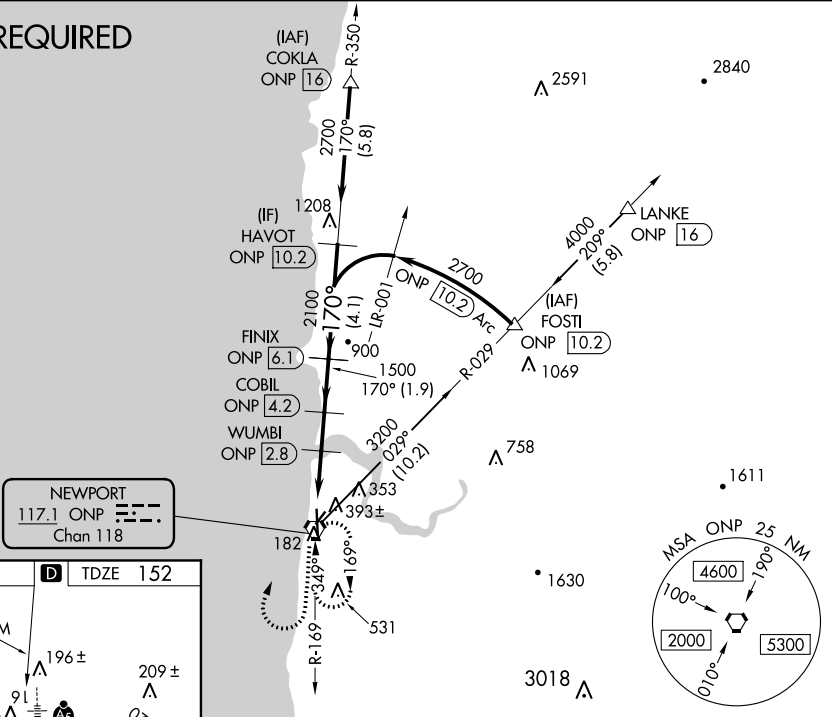 REQUIRED
(IAF)
COKLA
ONP 16
R-350
2700
170°
(5.8)
2591
2840
1208
(IF)
HAVOT
ONP 10.2
LANKE
ONP 16
4000
209°
(5.8)
2700
ONP 10.2 Arc
LR-001
(IAF)
FOSTI
ONP 10.2
2100
170°
(4.1)
900
FINIX
ONP 6.1
1500
170° (1.9)
R-029
1069
COBIL
ONP 4.2
WUMBI
ONP 2.8
3200
029°
(10.2)
758
353
393±
1611
NEWPORT
117.1 ONP
Chan 118
182
349°
169°
R-169
531
1630
3018
MSA ONP 25 NM
4600
190°
100°
2000
5300
010°
D TDZE 152
M
196±
209±
91
16
A5